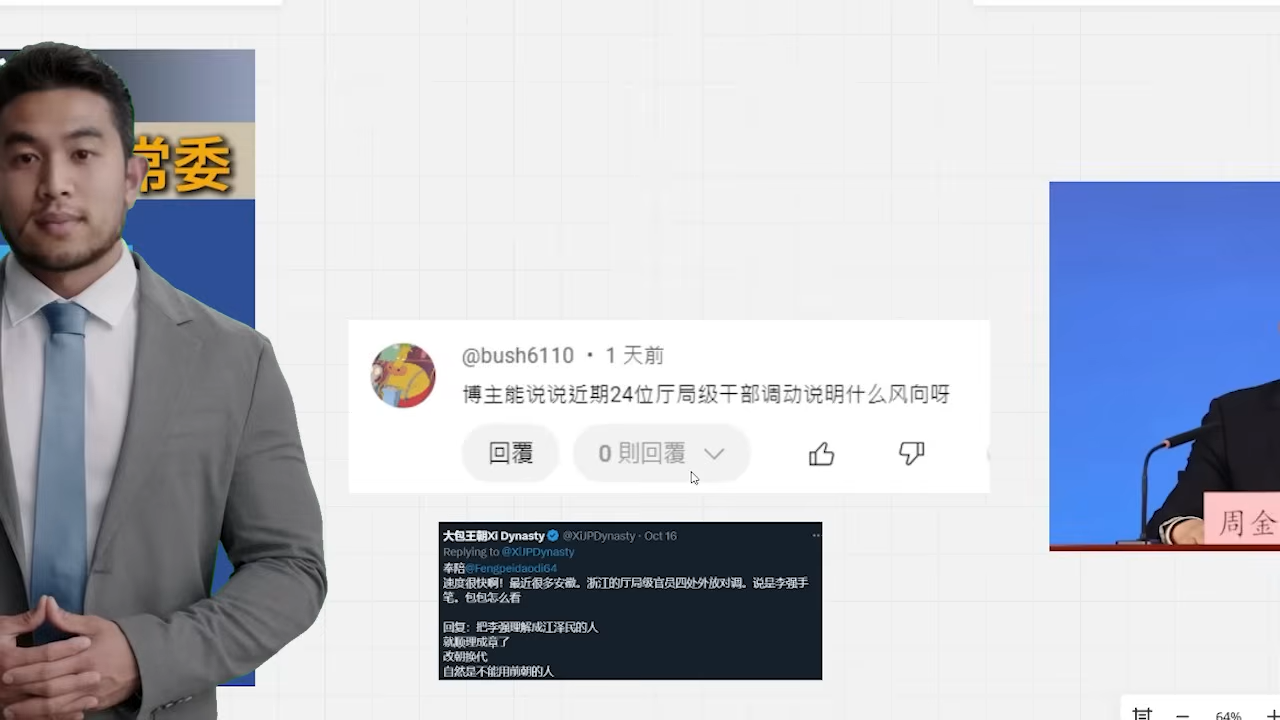 常委
@bush6110 • 1 天前
博主能说说近期24位厅局级干部调动说明什么风向呀
回覆
0 則回覆
大包王朝Xi Dynasty @XiJPDynasty · Oct 16
Replying to @XiJPDynasty
奉陪@Fengpeidaodi64
速度很快啊！最近很多安徽。浙江的厅局级官员四处外放对调。说是李强手
笔。包包怎么看
回复：把李强理解成江泽民的人
就顺理成章了
改朝换代
自然是不能用前朝的人
周金
64%